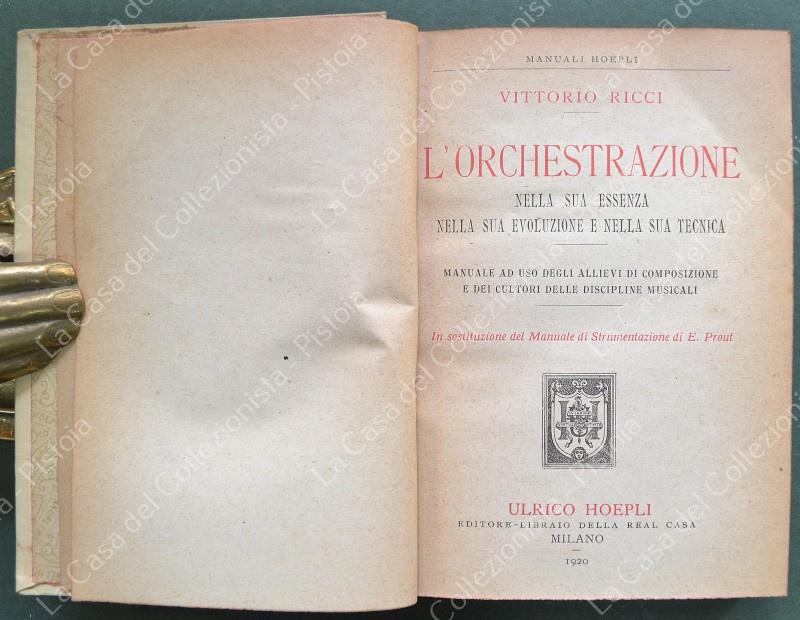 MANUALI HOEPLI
VITTORIO RICCI
L'ORCHESTRAZIONE
NELLA SUA ESSENZA
NELLA SUA EVOLUZIONE E NELLA SUA TECNICA
MANUALE AD USO DEGLI ALLIEVI DI COMPOSIZIONE
E DEI CULTORI DELLE DISCIPLINE MUSICALI
In sostituzione del Manuale di Strumentazione di E. Prout
ULRICO HOEPLI
EDITORE-LIBRAIO DELLA REAL CASA
MILANO
1920
La Casa del Collezionista - Pistoia